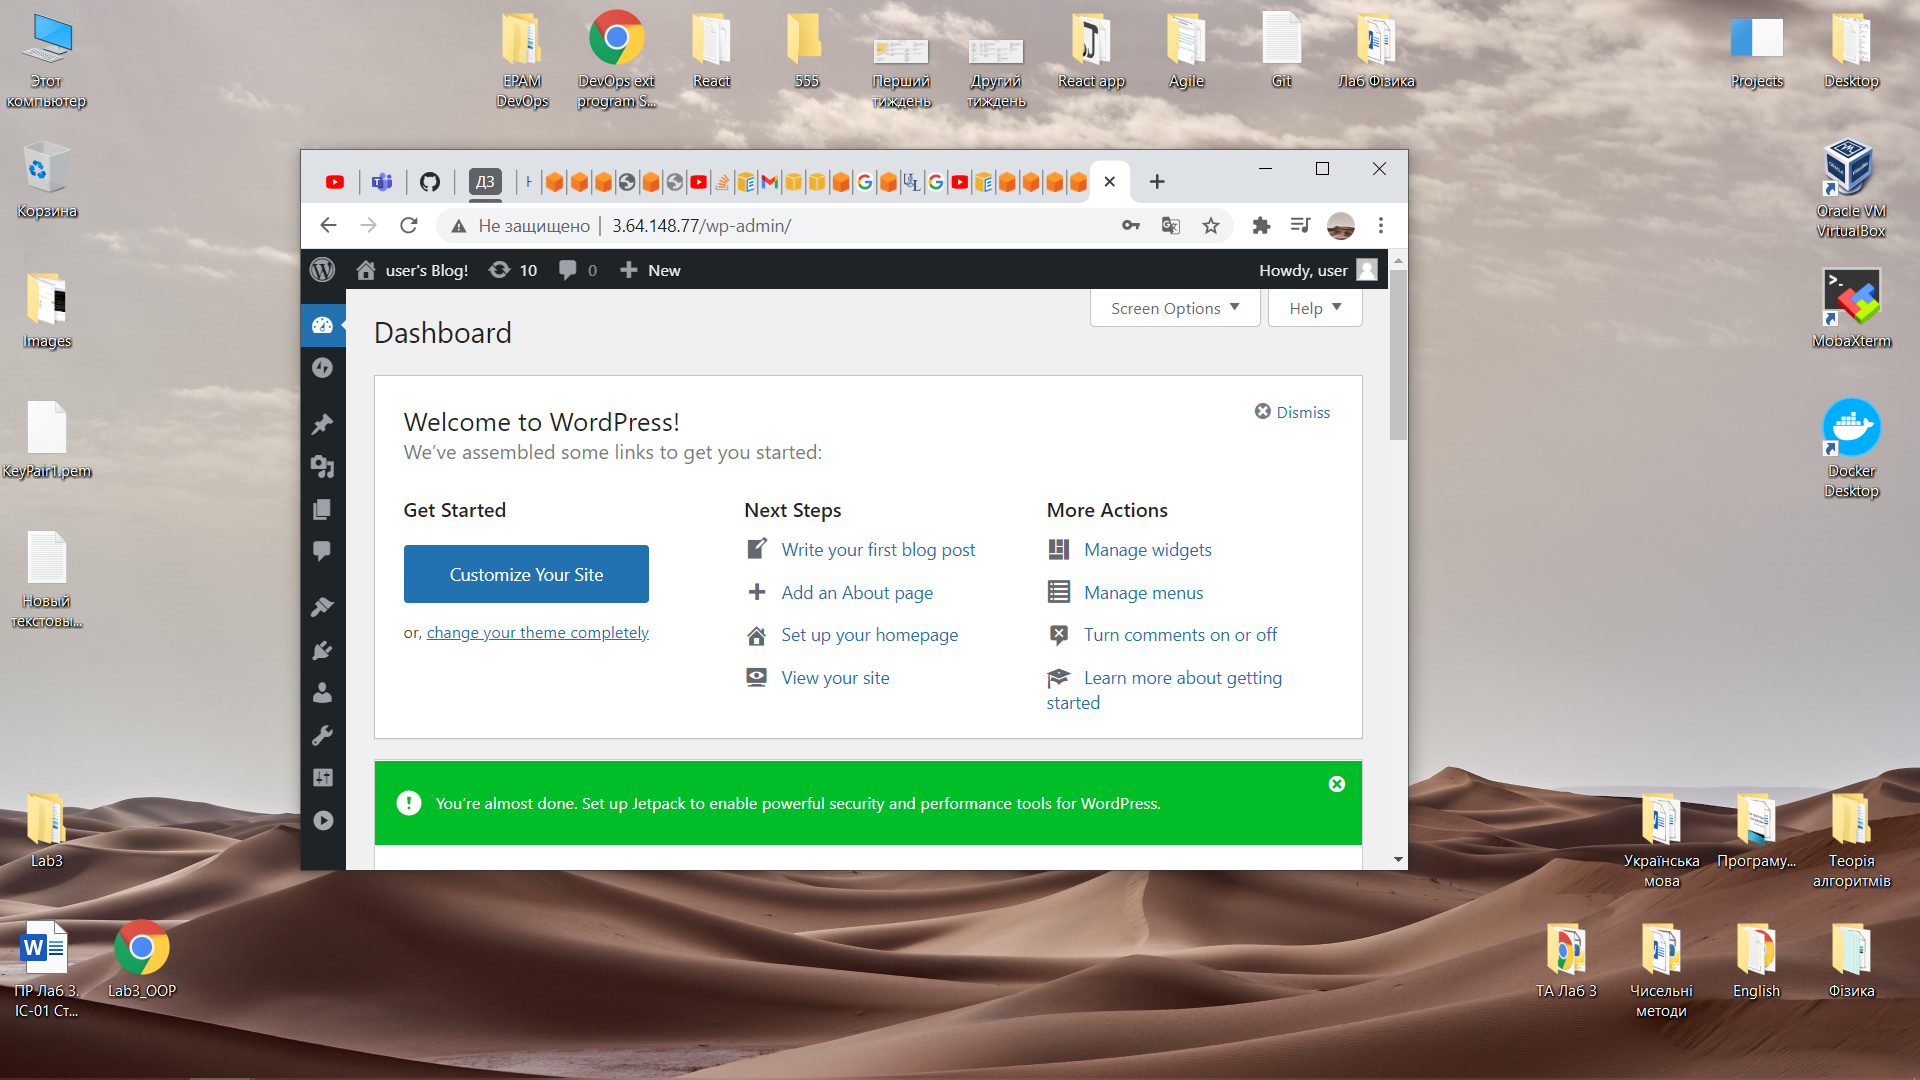 Этот
компьютер
EPAM
DevOps
DevOps ext
program S...
React
555
Перший
тиждень
Другий
тиждень
React app
Agile
Git
Лаб Фізика
Projects
Desktop
Корзина
Oracle VM
VirtualBox
ДЗ
Не защищено
3.64.148.77/wp-admin/
user's Blog!
10
0
New
Howdy, user
Images
MobaXterm
Screen Options
Help
Dashboard
Welcome to WordPress!
We’ve assembled some links to get you started:
Dismiss
KeyPair1.pem
Docker
Desktop
Get Started
Next Steps
More Actions
Customize Your Site
Write your first blog post
Manage widgets
Add an About page
Manage menus
or, change your theme completely
Set up your homepage
Turn comments on or off
View your site
Learn more about getting
started
Новый
текстовы...
You’re almost done. Set up Jetpack to enable powerful security and performance tools for WordPress.
Lab3
Українська
мова
Програму...
Теорія
алгоритмів
ПР Лаб 3.
ІС-01 Ст...
Lab3_OOP
ТА Лаб 3
Чисельні
методи
English
Фізика